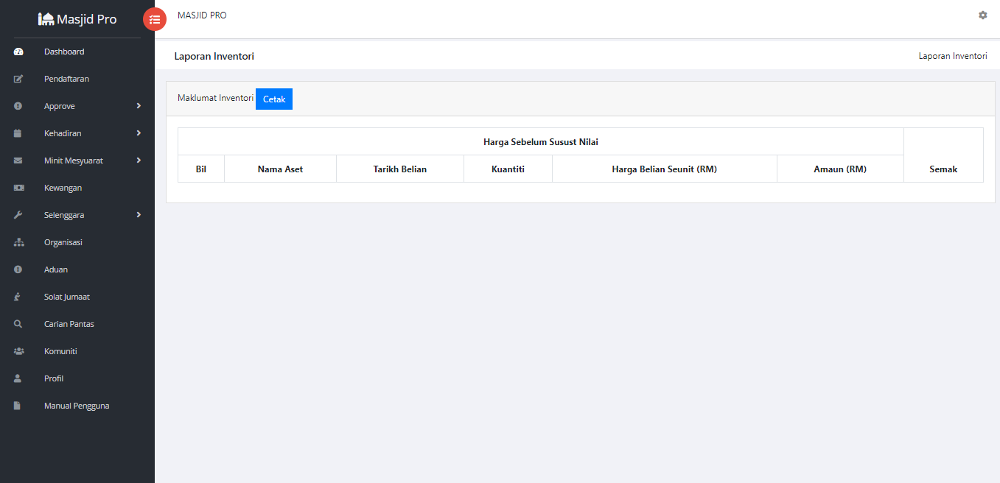 Masjid Pro
MASJID PRO
Dashboard
Pendaftaran
Approve
Kehadiran
Minit Mesyuarat
Kewangan
Selenggara
Organisasi
Aduan
Solat Jumaat
Carian Pantas
Komuniti
Profil
Manual Pengguna
Laporan Inventori
Laporan Inventori
Maklumat Inventori Cetak
Harga Sebelum Susust Nilai
Bil Nama Aset Tarikh Belian Kuantiti Harga Belian Seunit (RM) Amaun (RM) Semak